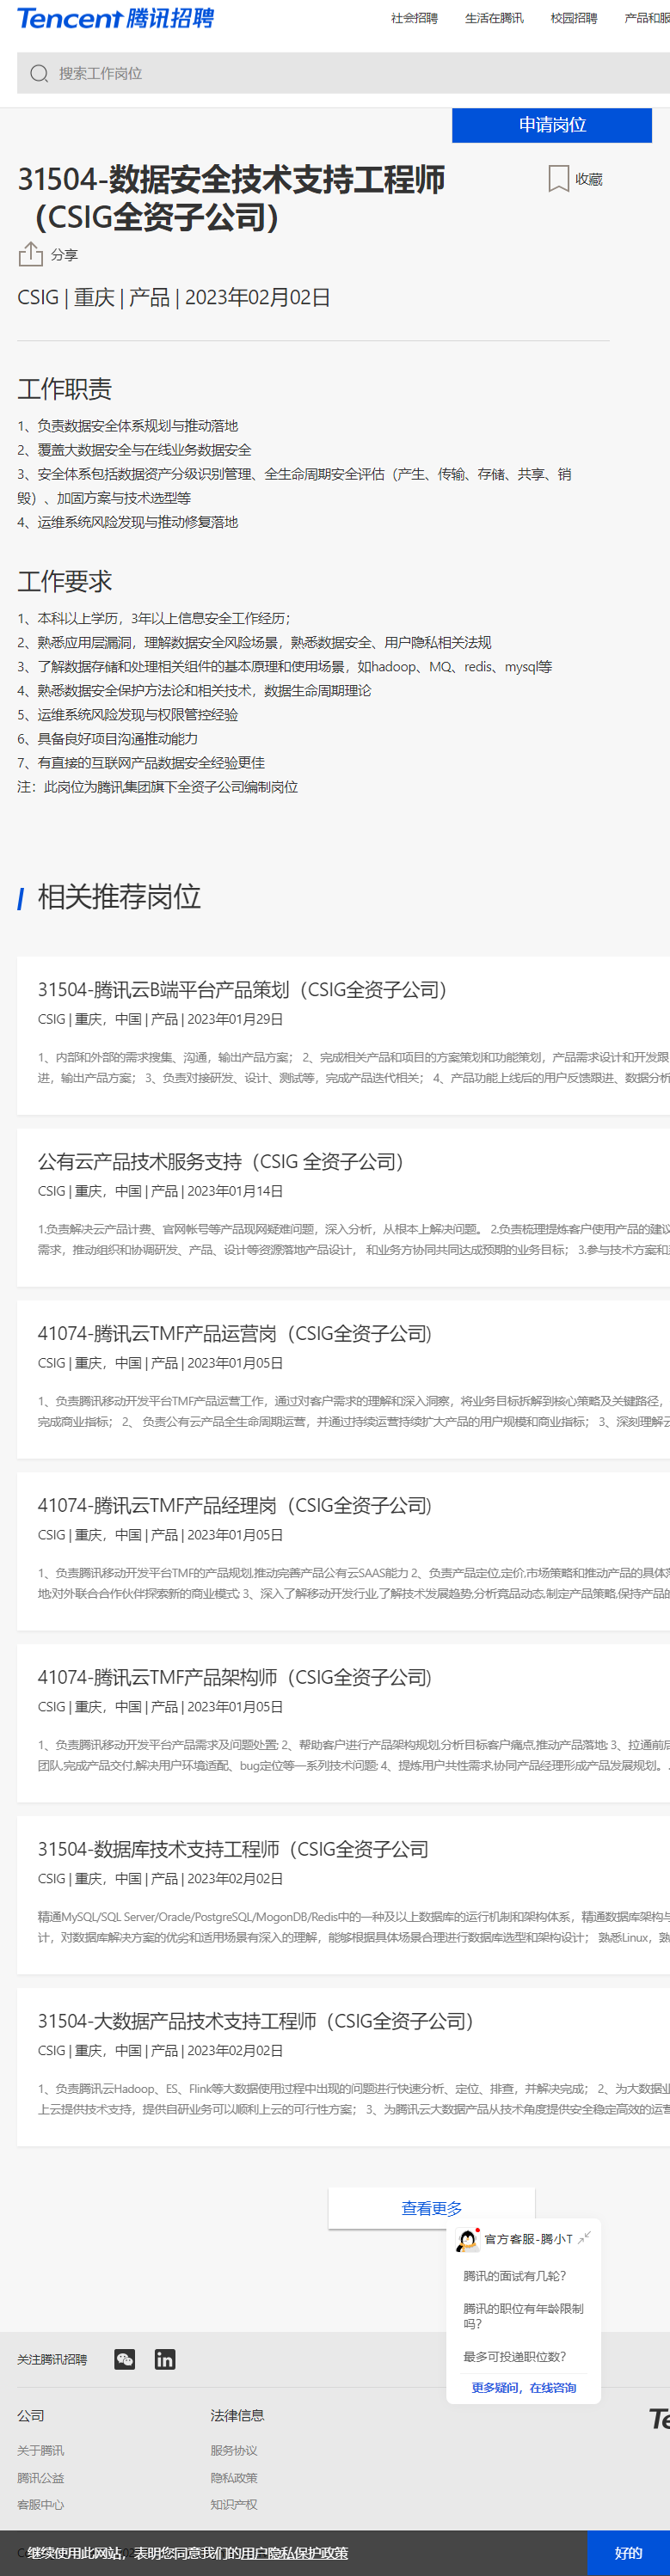 Tencent 腾讯招聘
社会招聘 生活在腾讯 校园招聘 产品和服
搜索工作岗位
申请岗位
31504-数据安全技术支持工程师
（CSIG全资子公司）
收藏
分享
CSIG | 重庆 | 产品 | 2023年02月02日
工作职责
1、负责数据安全体系规划与推动落地
2、覆盖大数据安全与在线业务数据安全
3、安全体系包括数据资产分级识别管理、全生命周期安全评估（产生、传输、存储、共享、销
毁）、加固方案与技术选型等
4、运维系统风险发现与推动修复落地
工作要求
1、本科以上学历，3年以上信息安全工作经历；
2、熟悉应用层漏洞，理解数据安全风险场景，熟悉数据安全、用户隐私相关法规
3、了解数据存储和处理相关组件的基本原理和使用场景，如hadoop、MQ、redis、mysql等
4、熟悉数据安全保护方法论和相关技术，数据生命周期理论
5、运维系统风险发现与权限管控经验
6、具备良好项目沟通推动能力
7、有直接的互联网产品数据安全经验更佳
注：此岗位为腾讯集团旗下全资子公司编制岗位
相关推荐岗位
31504-腾讯云B端平台产品策划（CSIG全资子公司）
CSIG | 重庆，中国 | 产品 | 2023年01月29日
1、内部和外部的需求搜集、沟通，输出产品方案； 2、完成相关产品和项目的方案策划和功能策划，产品需求设计和开发跟
进，输出产品方案； 3、负责对接研发、设计、测试等，完成产品迭代相关； 4、产品功能上线后的用户反馈跟进、数据分析
公有云产品技术服务支持（CSIG 全资子公司）
CSIG | 重庆，中国 | 产品 | 2023年01月14日
1.负责解决云产品计费、官网帐号等产品现网疑难问题，深入分析，从根本上解决问题。 2.负责梳理提炼客户使用产品的建议
需求，推动组织和协调研发、产品、设计等资源落地产品设计， 和业务方协同共同达成预期的业务目标； 3.参与技术方案和
41074-腾讯云TMF产品运营岗（CSIG全资子公司)
CSIG | 重庆，中国 | 产品 | 2023年01月05日
1、负责腾讯移动开发平台TMF产品运营工作，通过对客户需求的理解和深入洞察，将业务目标拆解到核心策略及关键路径，
完成商业指标； 2、 负责公有云产品全生命周期运营，并通过持续运营持续扩大产品的用户规模和商业指标； 3、深刻理解云
41074-腾讯云TMF产品经理岗（CSIG全资子公司)
CSIG | 重庆，中国 | 产品 | 2023年01月05日
1、负责腾讯移动开发平台TMF的产品规划,推动完善产品公有云SAAS能力 2、负责产品定位,定价,市场策略和推动产品的具体落
地;对外联合合作伙伴探索新的商业模式; 3、深入了解移动开发行业,了解技术发展趋势,分析竞品动态,制定产品策略,保持产品的
41074-腾讯云TMF产品架构师（CSIG全资子公司)
CSIG | 重庆，中国 | 产品 | 2023年01月05日
1、负责腾讯移动开发平台产品需求及问题处置; 2、帮助客户进行产品架构规划,分析目标客户痛点,推动产品落地; 3、拉通前后
团队,完成产品交付,解决用户环境适配、bug定位等一系列技术问题; 4、提炼用户共性需求,协同产品经理形成产品发展规划。
31504-数据库技术支持工程师（CSIG全资子公司
CSIG | 重庆，中国 | 产品 | 2023年02月02日
精通MySQL/SQL Server/Oracle/PostgreSQL/MogonDB/Redis中的一种及以上数据库的运行机制和架构体系，精通数据库架构与
计，对数据库解决方案的优劣和适用场景有深入的理解，能够根据具体场景合理进行数据库选型和架构设计； 熟悉Linux，熟
31504-大数据产品技术支持工程师（CSIG全资子公司）
CSIG | 重庆，中国 | 产品 | 2023年02月02日
1、负责腾讯云Hadoop、ES、Flink等大数据使用过程中出现的问题进行快速分析、定位、排查，并解决完成； 2、为大数据业
上云提供技术支持，提供自研业务可以顺利上云的可行性方案； 3、为腾讯云大数据产品从技术角度提供安全稳定高效的运营
查看更多
官方客服-腾小T
腾讯的面试有几轮？
腾讯的职位有年龄限制
吗？
最多可投递职位数？
更多疑问，在线咨询
关注腾讯招聘
公司 法律信息
关于腾讯 服务协议
腾讯公益 隐私政策
客服中心 知识产权
继续使用此网站，表明您同意我们的用户隐私保护政策
好的